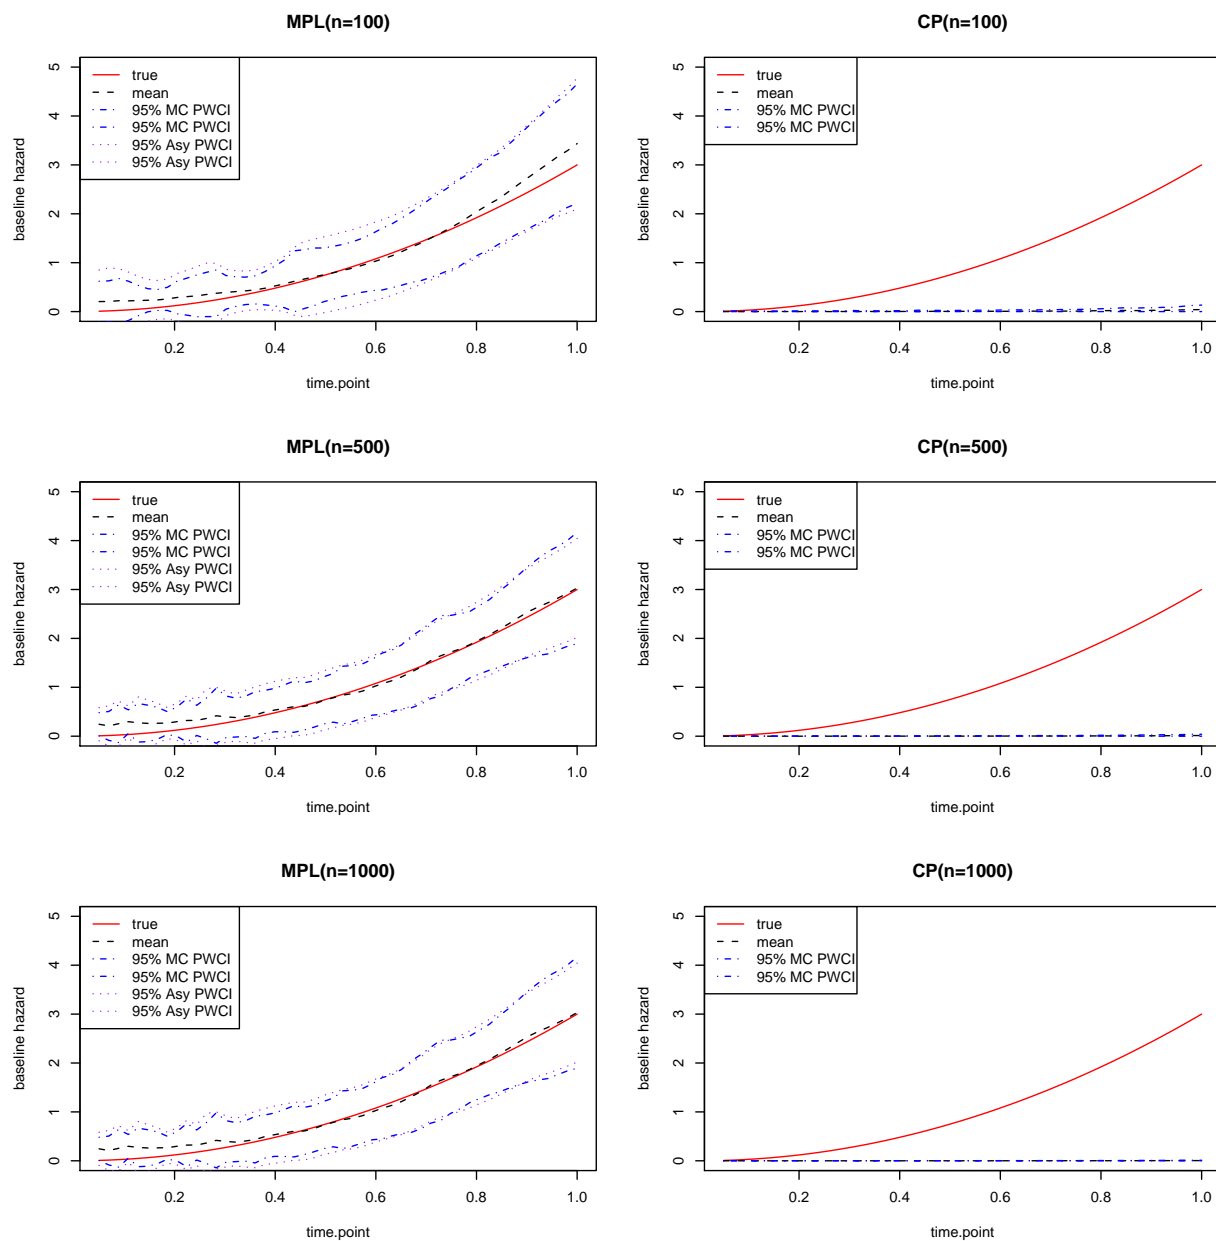 MPL(n=100)
baseline hazard
5
4
3
2
1
0
true
mean
95% MC PWCI
95% MC PWCI
95% Asy PWCI
95% Asy PWCI
0.2 0.4 0.6 0.8 1.0
time.point
CP(n=100)
baseline hazard
5
4
3
2
1
0
true
mean
95% MC PWCI
95% MC PWCI
0.2 0.4 0.6 0.8 1.0
time.point
MPL(n=500)
baseline hazard
5
4
3
2
1
0
true
mean
95% MC PWCI
95% MC PWCI
95% Asy PWCI
95% Asy PWCI
0.2 0.4 0.6 0.8 1.0
time.point
CP(n=500)
baseline hazard
5
4
3
2
1
0
true
mean
95% MC PWCI
95% MC PWCI
0.2 0.4 0.6 0.8 1.0
time.point
MPL(n=1000)
baseline hazard
5
4
3
2
1
0
true
mean
95% MC PWCI
95% MC PWCI
95% Asy PWCI
95% Asy PWCI
0.2 0.4 0.6 0.8 1.0
time.point
CP(n=1000)
baseline hazard
5
4
3
2
1
0
true
mean
95% MC PWCI
95% MC PWCI
0.2 0.4 0.6 0.8 1.0
time.point